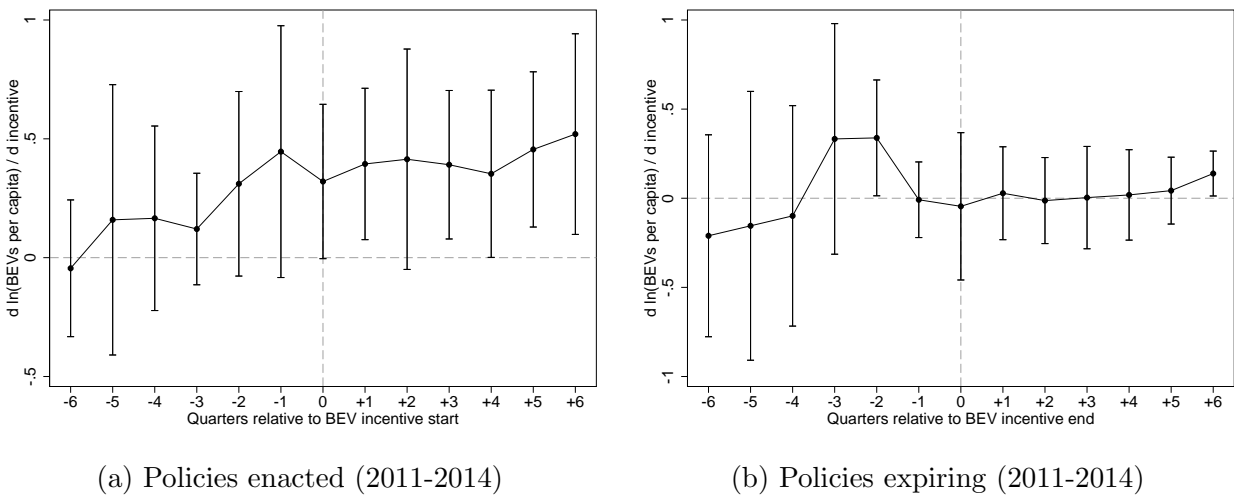 d ln(BEVs per capita) / d incentive
1
.5
0
-.5
-6 -5 -4 -3 -2 -1 0 +1 +2 +3 +4 +5 +6
Quarters relative to BEV incentive start
(a) Policies enacted (2011-2014)
d ln(BEVs per capita) / d incentive
1
.5
0
-.5
-1
-6 -5 -4 -3 -2 -1 0 +1 +2 +3 +4 +5 +6
Quarters relative to BEV incentive end
(b) Policies expiring (2011-2014)